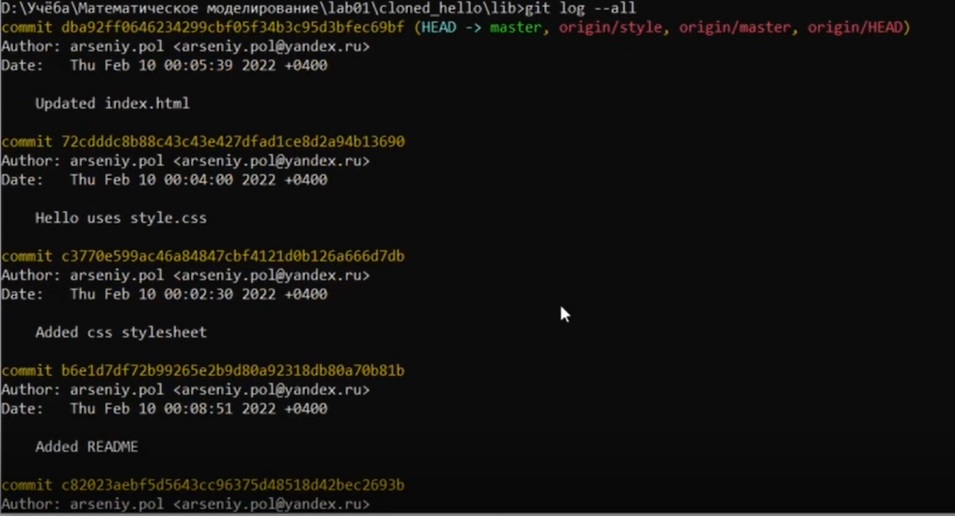 D:\Учёба\Математическое моделирование\lab01\cloned_hello\lib>git log --all
commit dba92ff0646234299cbf05f34b3c95d3bfec69bf (HEAD -> master, origin/style, origin/master, origin/HEAD)
Author: arseniy.pol <arseniy.pol@yandex.ru>
Date:   Thu Feb 10 00:05:39 2022 +0400
    Updated index.html
commit 72cdddc8b88c43c43e427dfad1ce8d2a94b13690
Author: arseniy.pol <arseniy.pol@yandex.ru>
Date:   Thu Feb 10 00:04:00 2022 +0400
    Hello uses style.css
commit c3770e599ac46a84847cbf4121d0b126a666d7db
Author: arseniy.pol <arseniy.pol@yandex.ru>
Date:   Thu Feb 10 00:02:30 2022 +0400
    Added css stylesheet
commit b6e1d7df72b99265e2b9d80a92318db80a70b81b
Author: arseniy.pol <arseniy.pol@yandex.ru>
Date:   Thu Feb 10 00:08:51 2022 +0400
    Added README
commit c82023aebf5d5643cc96375d48518d42bec2693b
Author: arseniy.pol <arseniy.pol@yandex.ru>